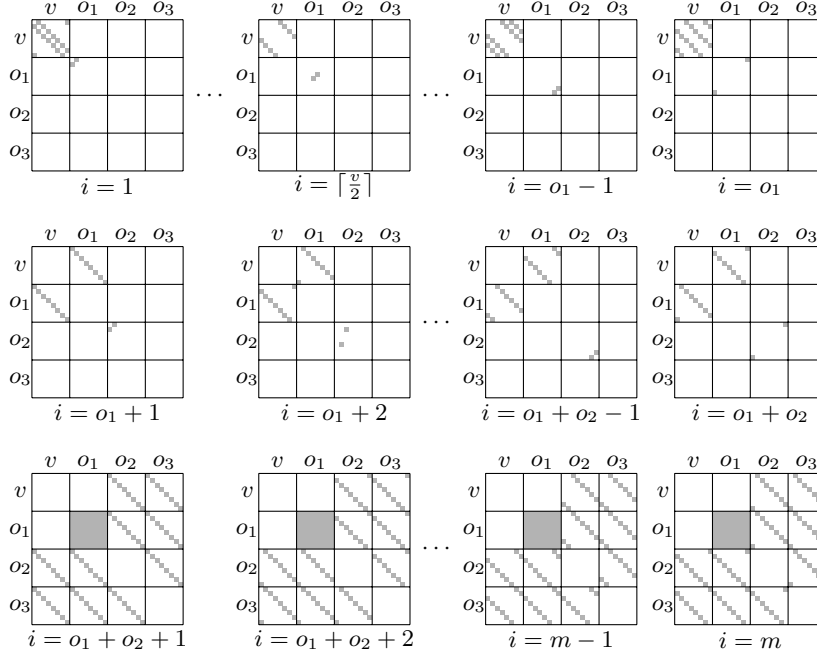 v o₁ o₂ o₃ v o₁ o₂ o₃ v o₁ o₂ o₃ v o₁ o₂ o₃
v v v v
o₁ o₁ o₁ o₁
... ...
o₂ o₂ o₂ o₂
o₃ o₃ o₃ o₃
i = 1 i = ⌈v/2⌉ i = o₁ − 1 i = o₁
v o₁ o₂ o₃ v o₁ o₂ o₃ v o₁ o₂ o₃ v o₁ o₂ o₃
v v v v
o₁ o₁ o₁ o₁
...
o₂ o₂ o₂ o₂
o₃ o₃ o₃ o₃
i = o₁ + 1 i = o₁ + 2 i = o₁ + o₂ − 1 i = o₁ + o₂
v o₁ o₂ o₃ v o₁ o₂ o₃ v o₁ o₂ o₃ v o₁ o₂ o₃
v v v v
o₁ o₁ o₁ o₁
...
o₂ o₂ o₂ o₂
o₃ o₃ o₃ o₃
i = o₁ + o₂ + 1 i = o₁ + o₂ + 2 i = m − 1 i = m